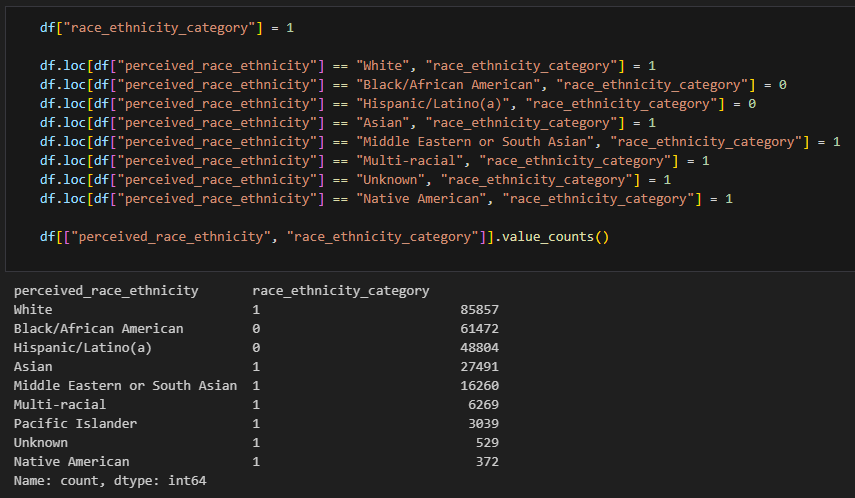 df["race_ethnicity_category"] = 1
df.loc[df["perceived_race_ethnicity"] == "White", "race_ethnicity_category"] = 1
df.loc[df["perceived_race_ethnicity"] == "Black/African American", "race_ethnicity_category"] = 0
df.loc[df["perceived_race_ethnicity"] == "Hispanic/Latino(a)", "race_ethnicity_category"] = 0
df.loc[df["perceived_race_ethnicity"] == "Asian", "race_ethnicity_category"] = 1
df.loc[df["perceived_race_ethnicity"] == "Middle Eastern or South Asian", "race_ethnicity_category"] = 1
df.loc[df["perceived_race_ethnicity"] == "Multi-racial", "race_ethnicity_category"] = 1
df.loc[df["perceived_race_ethnicity"] == "Unknown", "race_ethnicity_category"] = 1
df.loc[df["perceived_race_ethnicity"] == "Native American", "race_ethnicity_category"] = 1
df[["perceived_race_ethnicity", "race_ethnicity_category"]].value_counts()
perceived_race_ethnicity       race_ethnicity_category
White                          1                          85857
Black/African American         0                          61472
Hispanic/Latino(a)             0                          48804
Asian                          1                          27491
Middle Eastern or South Asian  1                          16260
Multi-racial                   1                           6269
Pacific Islander               1                           3039
Unknown                        1                            529
Native American                1                            372
Name: count, dtype: int64